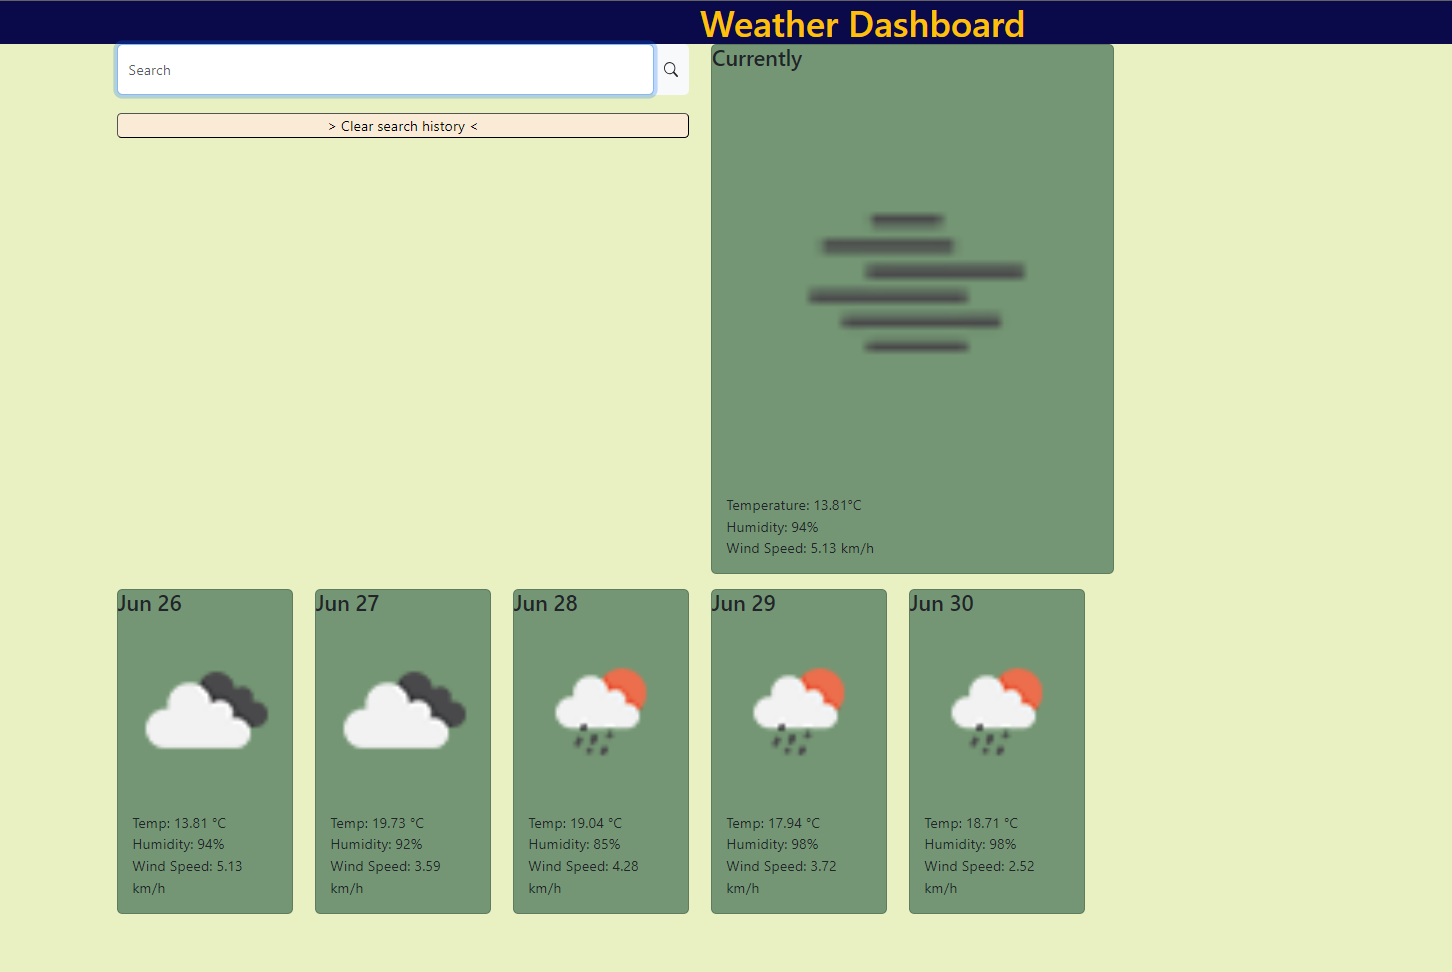 Weather Dashboard
Search
> Clear search history <
Currently
Temperature: 13.81°C
Humidity: 94%
Wind Speed: 5.13 km/h
Jun 26
Temp: 13.81 °C
Humidity: 94%
Wind Speed: 5.13
km/h
Jun 27
Temp: 19.73 °C
Humidity: 92%
Wind Speed: 3.59
km/h
Jun 28
Temp: 19.04 °C
Humidity: 85%
Wind Speed: 4.28
km/h
Jun 29
Temp: 17.94 °C
Humidity: 98%
Wind Speed: 3.72
km/h
Jun 30
Temp: 18.71 °C
Humidity: 98%
Wind Speed: 2.52
km/h